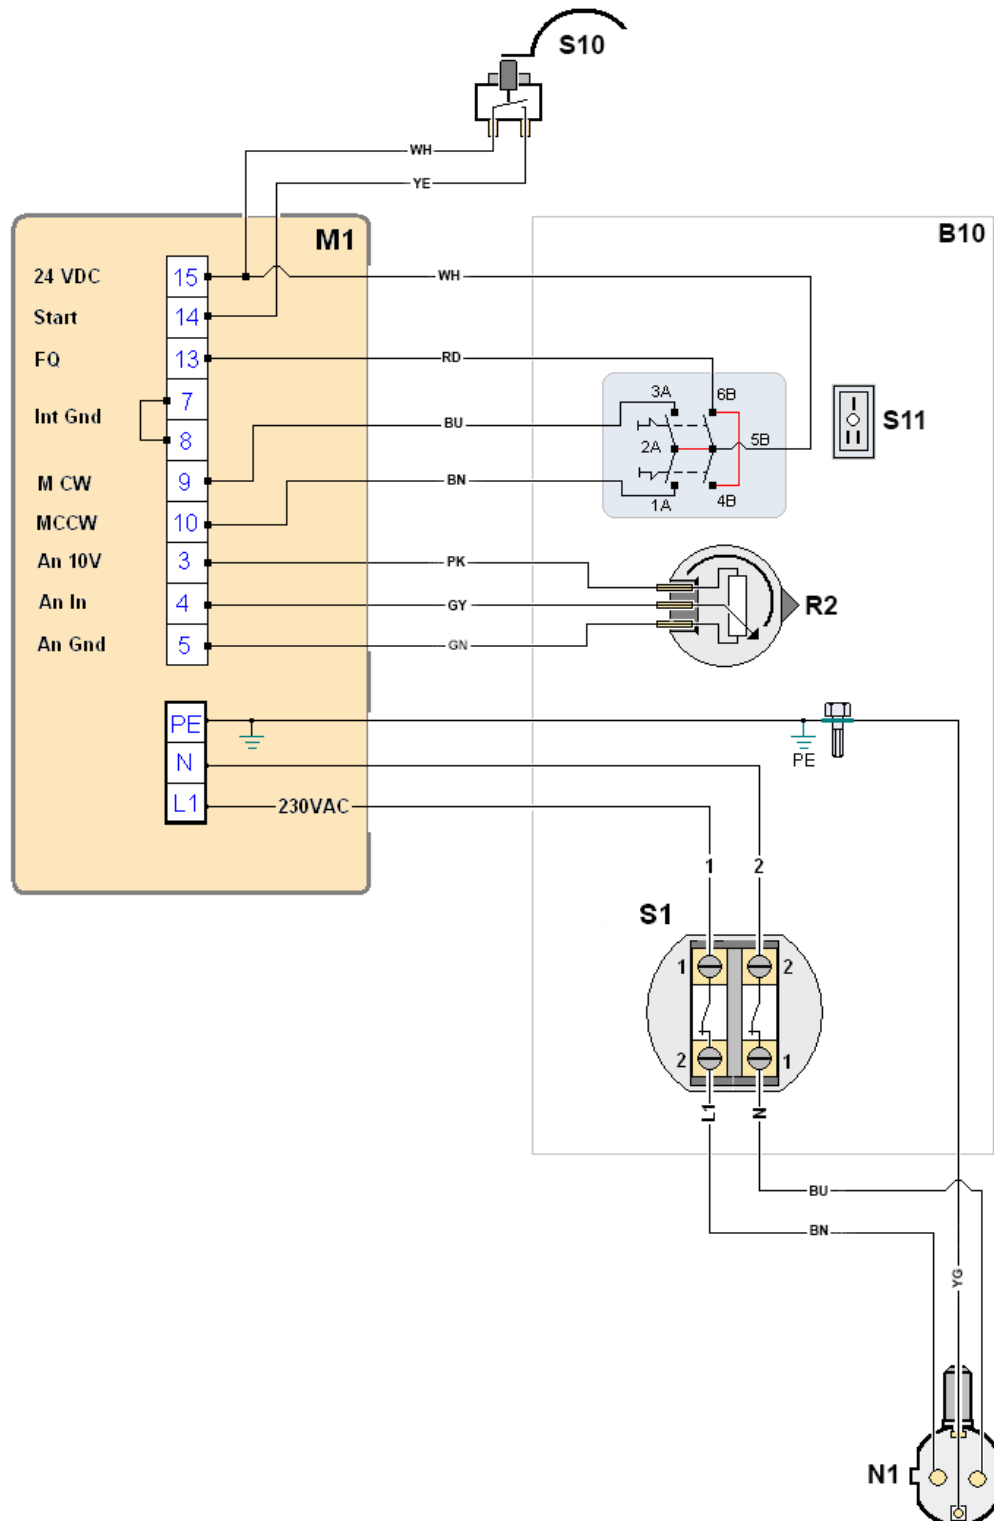 S10
WH
YE
M1
B10
24 VDC 15 WH
Start 14
FQ 13 RD
3A 6B
Int Gnd 7
8
BU
S11
2A 5B
M CW 9 BN
1A 4B
MCCW 10
An 10V 3 PK
An In 4 GY R2
An Gnd 5 GN
PE
PE
N
L1 230VAC
1 2
S1
1 2
2 1
L1 N
BU
BN
YG
N1